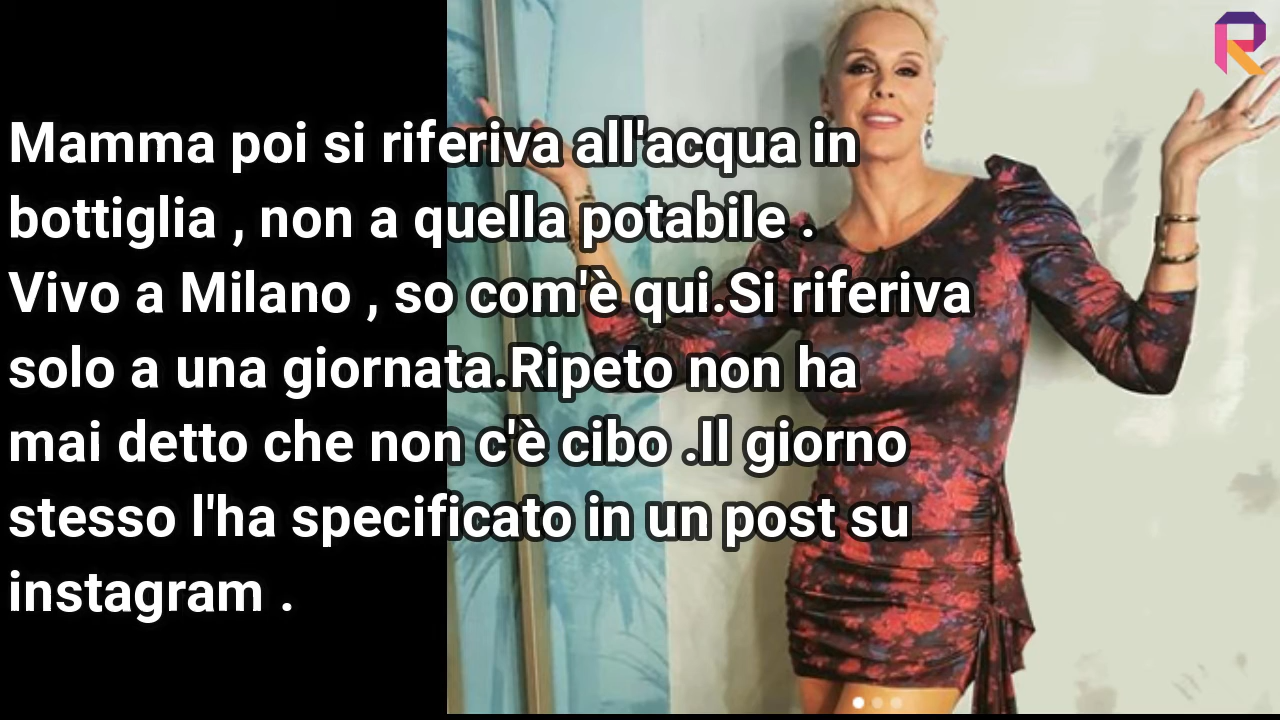 Mamma poi si riferiva all'acqua in
bottiglia , non a quella potabile .
Vivo a Milano , so com'è qui.Si riferiva
solo a una giornata.Ripeto non ha
mai detto che non c'è cibo .Il giorno
stesso l'ha specificato in un post su
instagram .